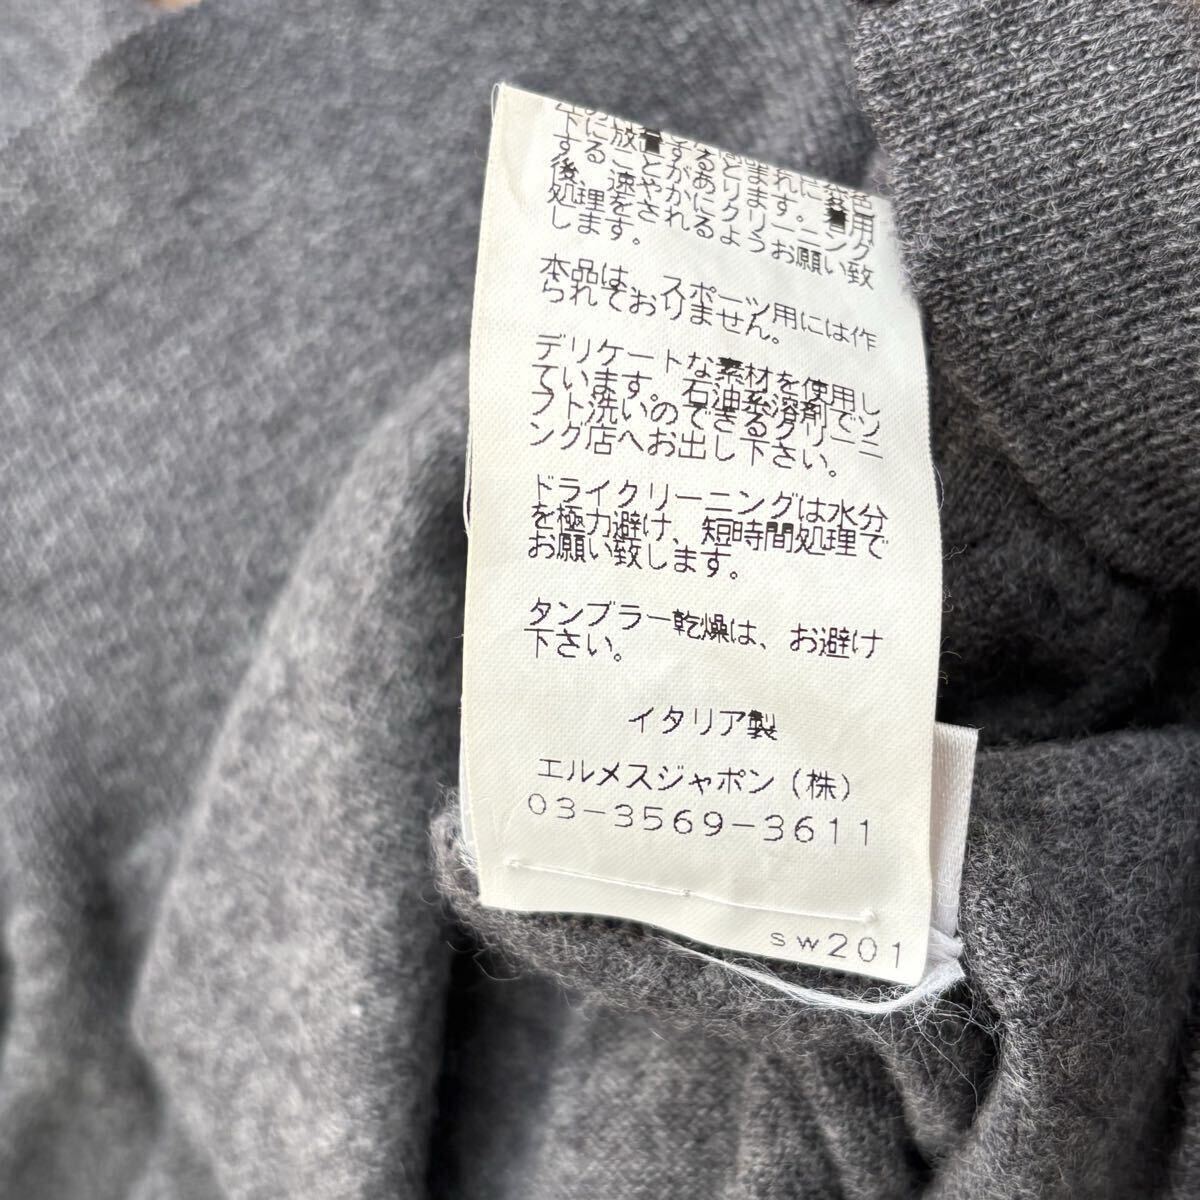 下に放置するとまれに変色
することがあります。着用
後、速やかにクリーニング
処理をされるようお願い致
します。
本品は、スポーツ用には作
られておりません。
デリケートな素材を使用し
ています。石油系溶剤でソ
フト洗いのできるクリーニ
ング店へお出し下さい。
ドライクリーニングは水分
を極力避け、短時間処理で
お願い致します。
タンブラー乾燥は、お避け
下さい。
イタリア製
エルメスジャポン(株)
03-3569-3611
sw201